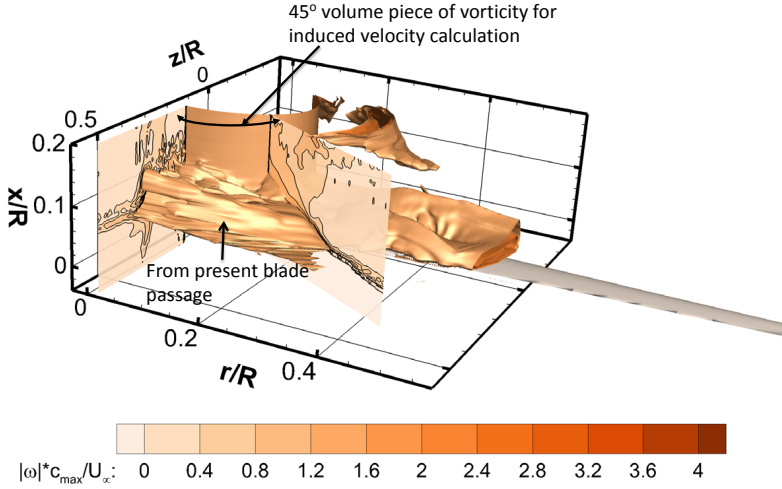 45° volume piece of vorticity for
induced velocity calculation
z/R
0
0.5
0.2
x/R
0.1
0
From present blade
passage
0
0.2
0.4
r/R
|ω|*c_max/U_∞: 0 0.4 0.8 1.2 1.6 2 2.4 2.8 3.2 3.6 4